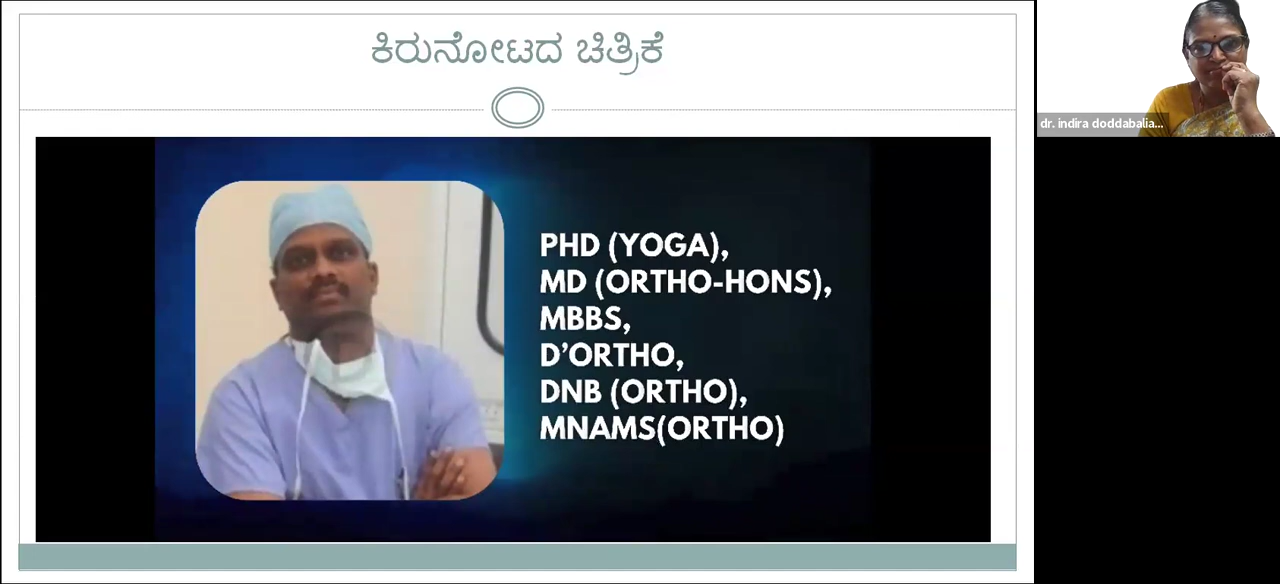 ಕಿರುನೋಟದ ಚಿತ್ರಿಕೆ
dr. indira doddabalia...
PHD (YOGA),
MD (ORTHO-HONS),
MBBS,
D’ORTHO,
DNB (ORTHO),
MNAMS(ORTHO)